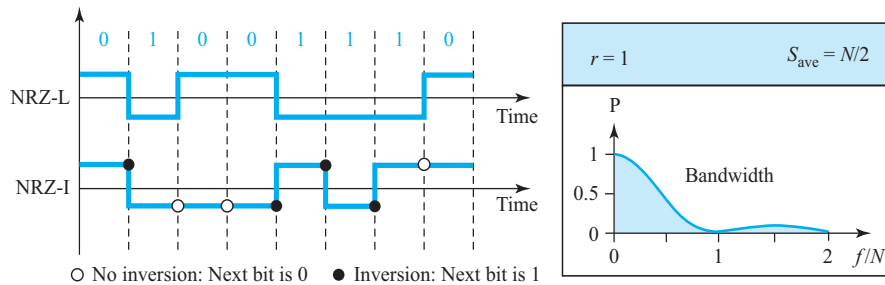 0 1 0 0 1 1 1 0
NRZ-L
Time
NRZ-I
Time
No inversion: Next bit is 0
Inversion: Next bit is 1
r = 1
S_ave = N/2
P
1
Bandwidth
0.5
0
0 1 2 f/N